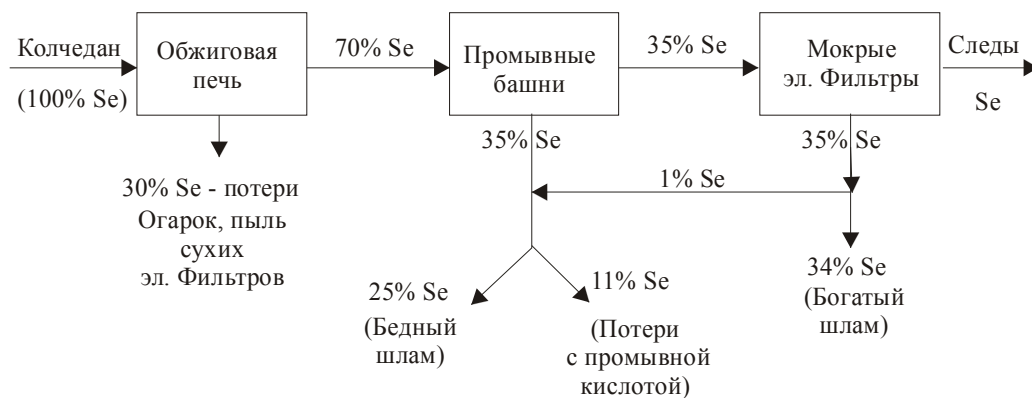 Колчедан
(100% Se)
Обжиговая
печь
70% Se
Промывные
башни
35% Se
Мокрые
эл. Фильтры
Следы
Se
30% Se - потери
Огарок, пыль
сухих
эл. Фильтров
35% Se
35% Se
1% Se
25% Se
(Бедный
шлам)
11% Se
(Потери
с промывной
кислотой)
34% Se
(Богатый
шлам)